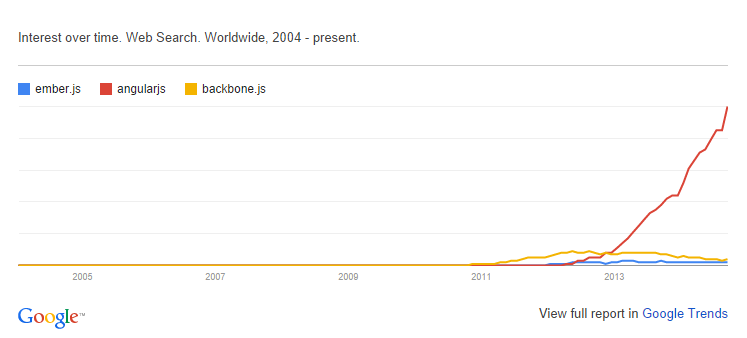 Interest over time. Web Search. Worldwide, 2004 - present.
ember.js angularjs backbone.js
2005 2007 2009 2011 2013
Google™ View full report in Google Trends